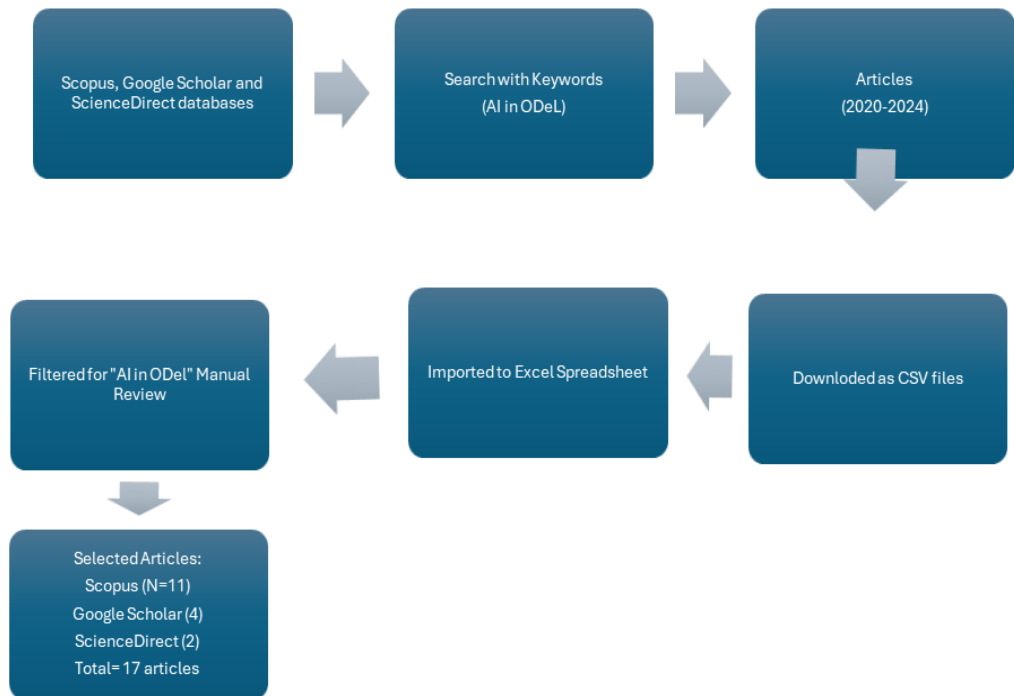 Scopus, Google Scholar and
ScienceDirect databases
Search with Keywords
(AI in ODeL)
Articles
(2020-2024)
Downloded as CSV files
Imported to Excel Spreadsheet
Filtered for "AI in ODel" Manual
Review
Selected Articles:
Scopus (N=11)
Google Scholar (4)
ScienceDirect (2)
Total= 17 articles